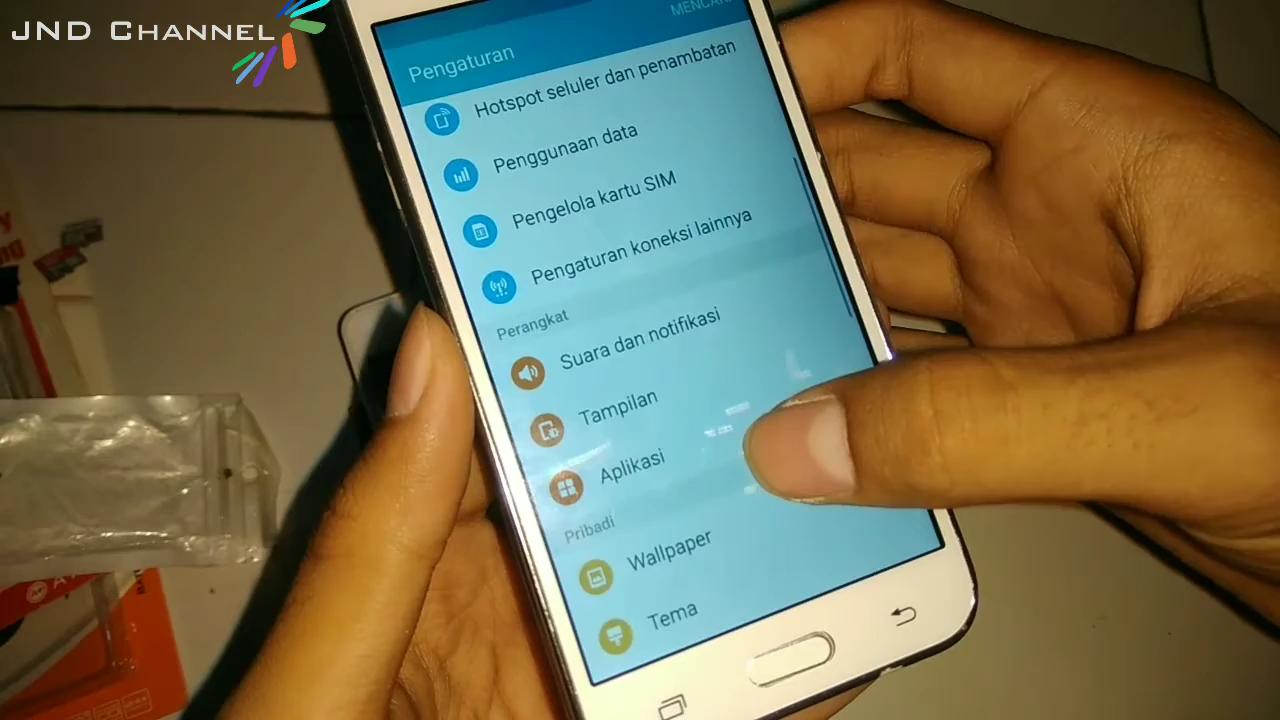 JND CHANNEL
MENCARI
Pengaturan
Hotspot seluler dan penambatan
Penggunaan data
Pengelola kartu SIM
Pengaturan koneksi lainnya
Perangkat
Suara dan notifikasi
Tampilan
Aplikasi
Pribadi
Wallpaper
Tema